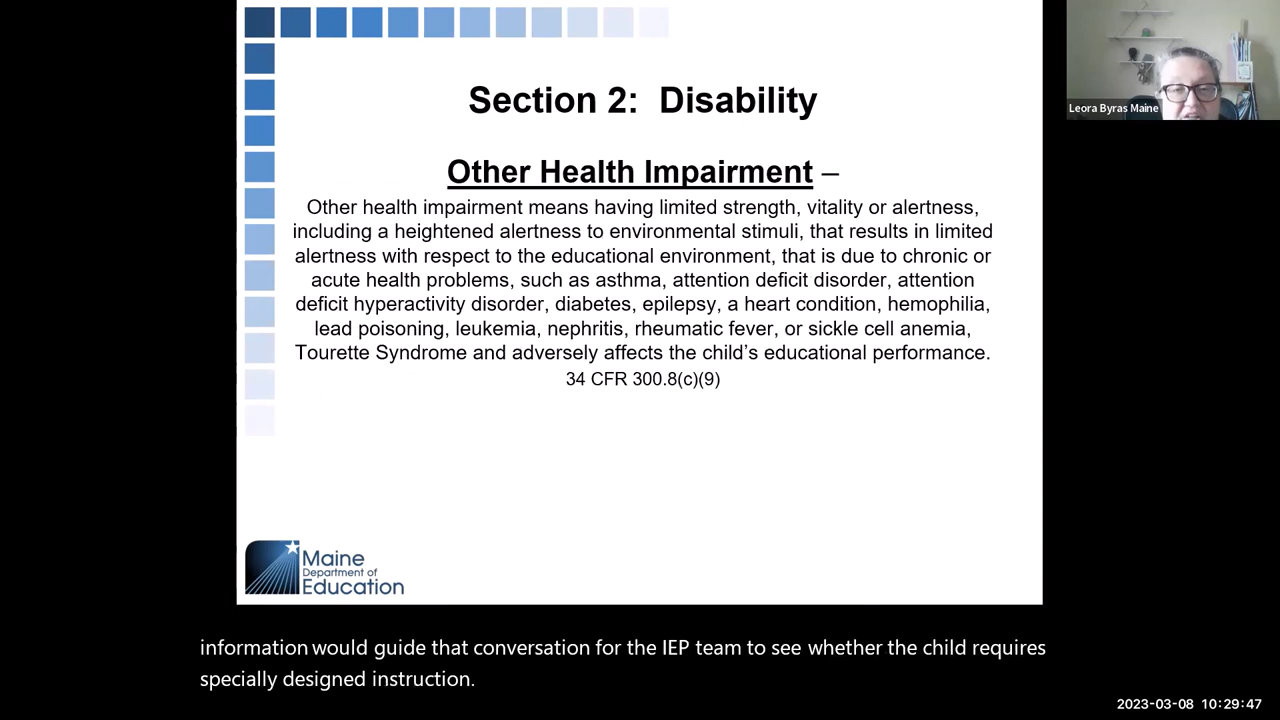 Section 2:  Disability
Other Health Impairment –
Other health impairment means having limited strength, vitality or alertness,
including a heightened alertness to environmental stimuli, that results in limited
alertness with respect to the educational environment, that is due to chronic or
acute health problems, such as asthma, attention deficit disorder, attention
deficit hyperactivity disorder, diabetes, epilepsy, a heart condition, hemophilia,
lead poisoning, leukemia, nephritis, rheumatic fever, or sickle cell anemia,
Tourette Syndrome and adversely affects the child’s educational performance.
34 CFR 300.8(c)(9)
Maine
Department of
Education
Leora Byras Maine
information would guide that conversation for the IEP team to see whether the child requires
specially designed instruction.
2023-03-08 10:29:47